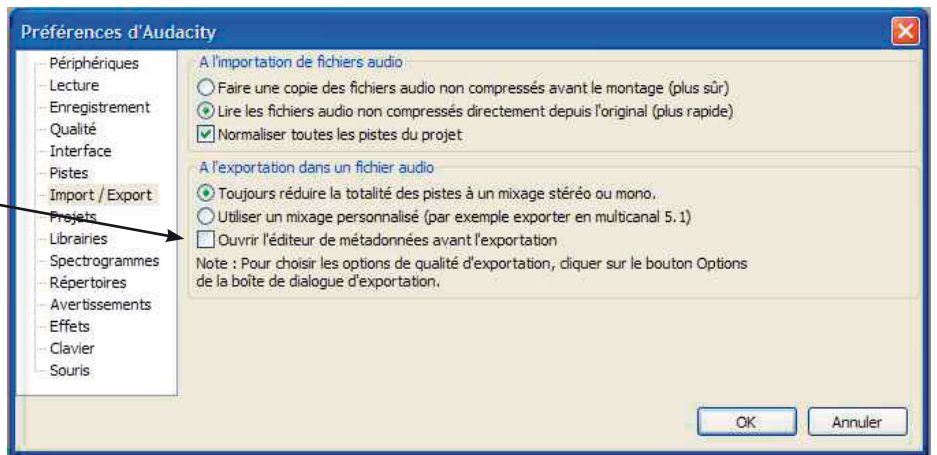 Préférences d'Audacity
Périphériques
Lecture
Enregistrement
Qualité
Interface
Pistes
Import / Export
Projets
Librairies
Spectrogrammes
Répertoires
Avertissements
Effets
Clavier
Souris
A l'importation de fichiers audio
Faire une copie des fichiers audio non compressés avant le montage (plus sûr)
Lire les fichiers audio non compressés directement depuis l'original (plus rapide)
Normaliser toutes les pistes du projet
A l'exportation dans un fichier audio
Toujours réduire la totalité des pistes à un mixage stéréo ou mono.
Utiliser un mixage personnalisé (par exemple exporter en multicanal 5.1)
Ouvrir l'éditeur de métadonnées avant l'exportation
Note : Pour choisir les options de qualité d'exportation, cliquer sur le bouton Options
de la boîte de dialogue d'exportation.
OK
Annuler